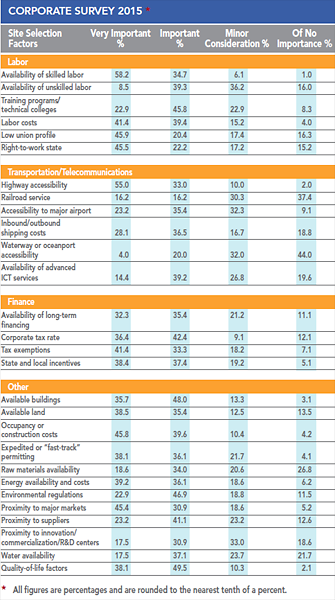 CORPORATE SURVEY 2015 *
Site Selection Factors Very Important % Important % Minor Consideration % Of No Importance %
Labor
Availability of skilled labor 58.2 34.7 6.1 1.0
Availability of unskilled labor 8.5 39.3 36.2 16.0
Training programs/
technical colleges 22.9 45.8 22.9 8.3
Labor costs 41.4 39.4 15.2 4.0
Low union profile 45.9 20.4 17.4 16.3
Right-to-work state 45.5 22.2 17.2 15.2
Transportation/Telecommunications
Highway accessibility 55.0 33.0 10.0 2.0
Railroad service 16.2 16.2 30.3 37.4
Accessibility to major airport 23.2 35.4 32.3 9.1
Inbound/outbound
shipping costs 28.1 36.5 16.7 18.8
Waterway or oceanport
accessibility 4.0 20.0 32.0 44.0
Availability of advanced
ICT services 14.4 39.2 26.8 19.6
Finance
Availability of long-term
financing 32.3 35.4 21.2 11.1
Corporate tax rate 36.4 42.4 9.1 12.1
Tax exemptions 41.4 33.3 18.2 7.1
State and local incentives 38.4 37.4 19.2 5.1
Other
Available buildings 35.7 48.0 13.3 3.1
Available land 38.5 35.4 12.5 13.5
Occupancy or
construction costs 45.8 39.6 10.4 4.2
Expedited or "fast-track"
permitting 38.1 36.1 21.7 4.1
Raw materials availability 18.6 34.0 20.6 26.8
Energy availability and costs 39.2 36.1 18.6 6.2
Environmental regulations 22.9 46.9 18.8 11.5
Proximity to major markets 45.4 30.9 18.6 5.2
Proximity to suppliers 23.2 41.1 23.2 12.6
Proximity to innovation/
commercialization/R&D centers 17.5 30.9 33.0 18.6
Water availability 17.5 37.1 23.7 21.7
Quality-of-life factors 38.1 49.5 10.3 2.1
* All figures are percentages and are rounded to the nearest tenth of a percent.